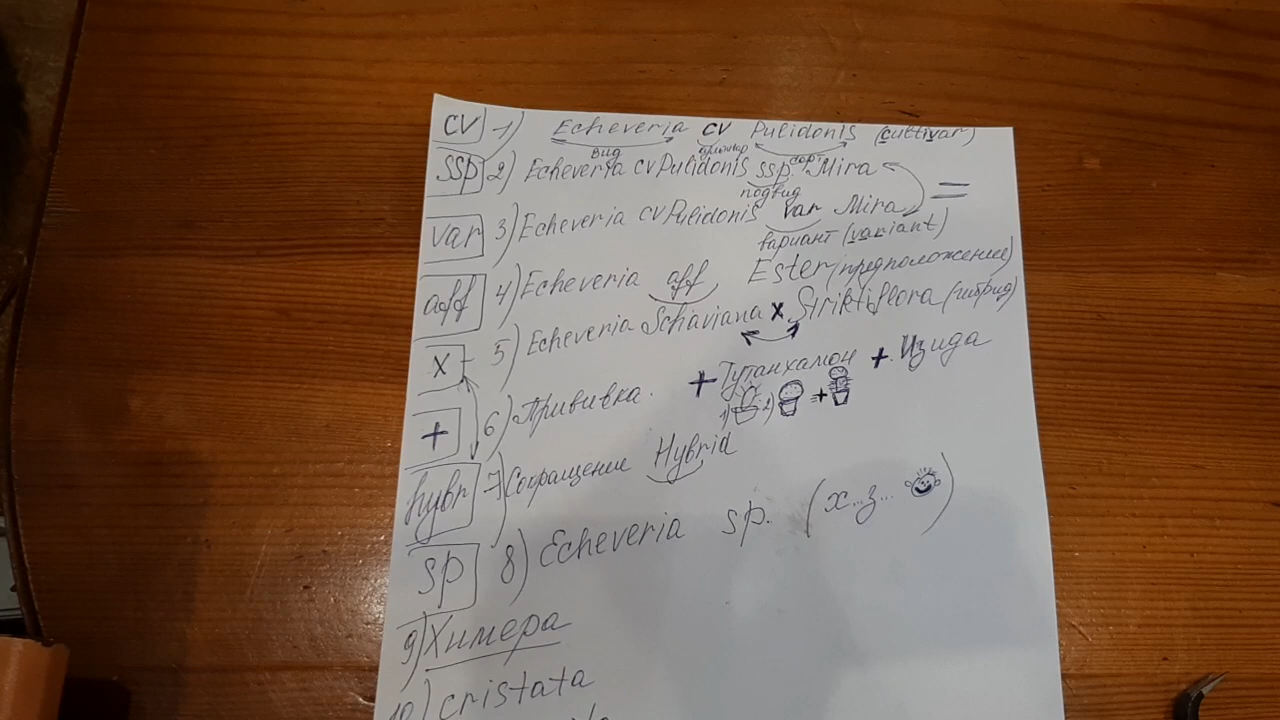 cv 1) Echeveria cv Pulidonis (cultivar)
вид сорт
ssp 2) Echeveria cv Pulidonis ssp. Mira =
подвид
var 3) Echeveria cv Pulidonis var Mira
вариант (variant)
aff 4) Echeveria aff Ester (предположение)
x 5) Echeveria Schaviana x Striktiflora (гибрид)
+ 6) Прививка. + Тутанхамон + Изида
1) 2) = +
hybr 7) Сокращение Hybrid
sp 8) Echeveria sp. (х...з...)
9) Химера
10) cristata